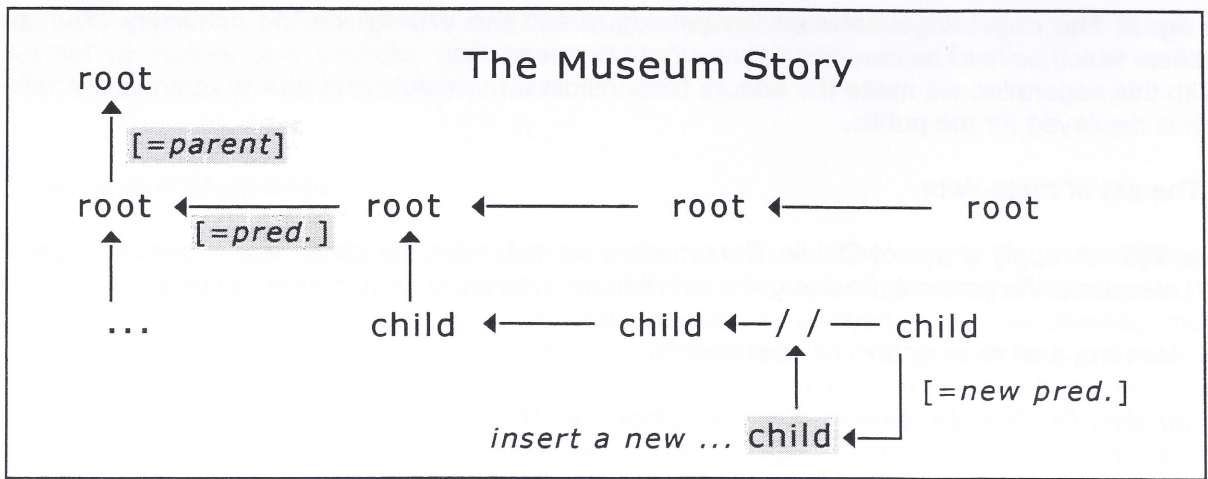 The Museum Story
root
[=parent]
root root root root
[=pred.]
... child child // child
[=new pred.]
insert a new ... child